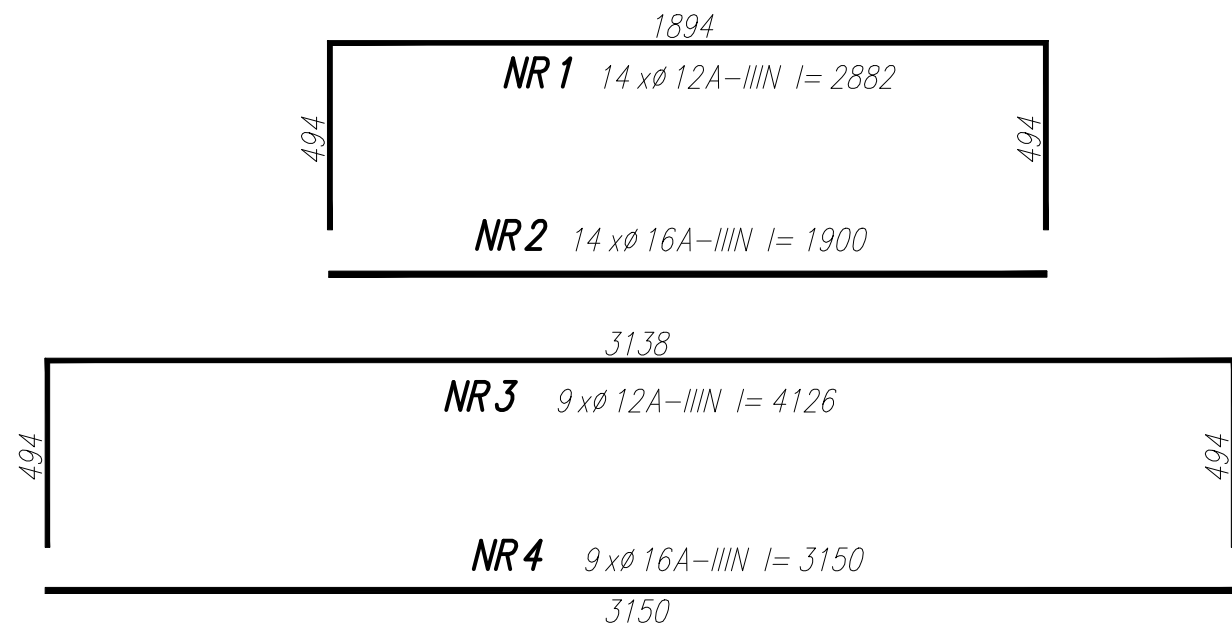 1894
NR 1 14 xø 12A-IIIN l= 2882
494
494
NR 2 14 xø 16A-IIIN l= 1900
3138
NR 3 9 xø 12A-IIIN l= 4126
494
494
NR 4 9 xø 16A-IIIN l= 3150
3150